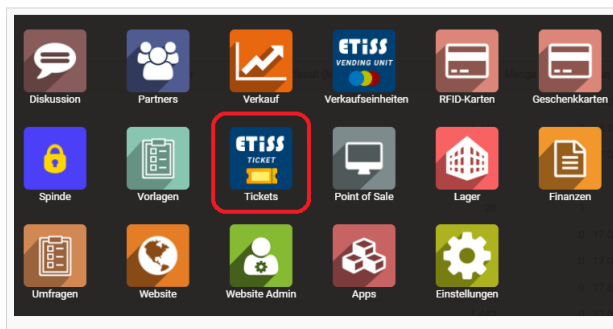 ETISS
VENDING UNIT
Diskussion
Partners
Verkauf
Verkaufseinheiten
RFID-Karten
Geschenkkarten
ETISS
TICKET
Spinde
Vorlagen
Tickets
Point of Sale
Lager
Finanzen
Umfragen
Website
Website Admin
Apps
Einstellungen